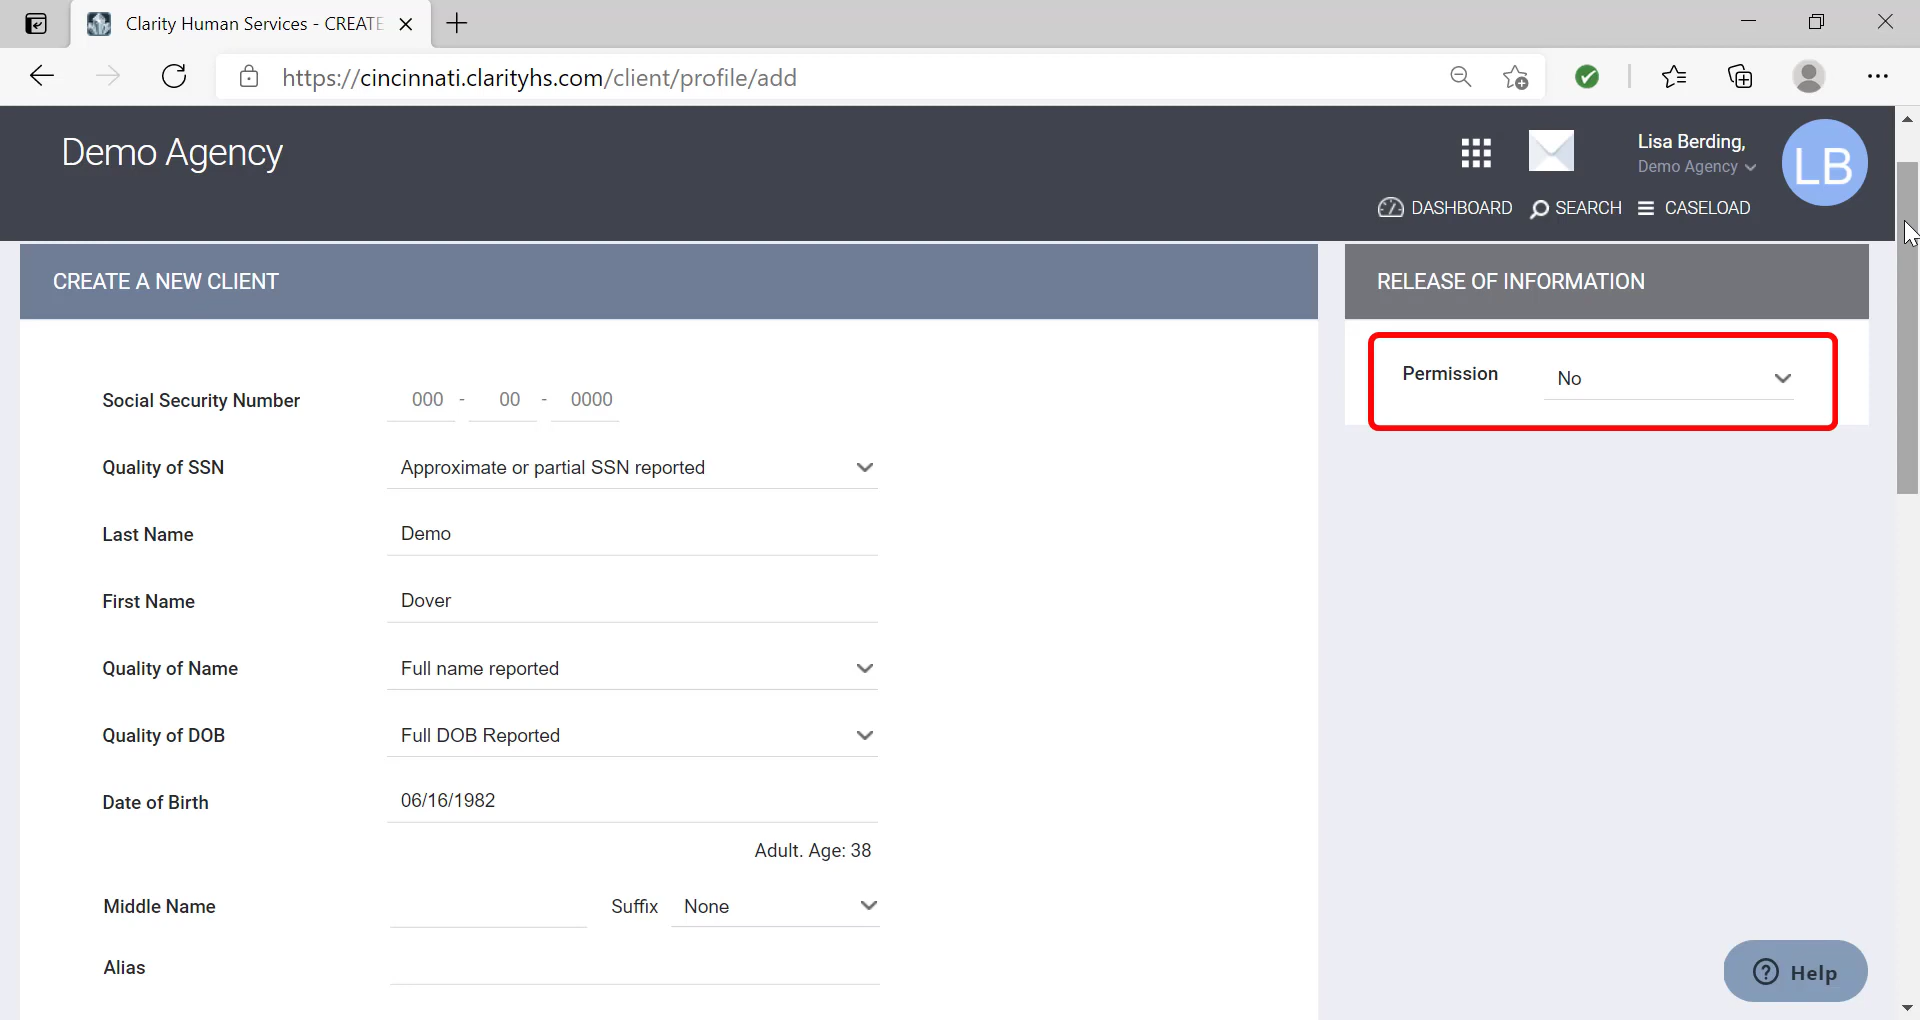 Clarity Human Services - CREATE
https://cincinnati.clarityhs.com/client/profile/add
Demo Agency
Lisa Berding,
Demo Agency
LB
DASHBOARD
SEARCH
CASELOAD
CREATE A NEW CLIENT
RELEASE OF INFORMATION
Permission No
Social Security Number 000 - 00 - 0000
Quality of SSN Approximate or partial SSN reported
Last Name Demo
First Name Dover
Quality of Name Full name reported
Quality of DOB Full DOB Reported
Date of Birth 06/16/1982
Adult. Age: 38
Middle Name Suffix None
Alias
? Help